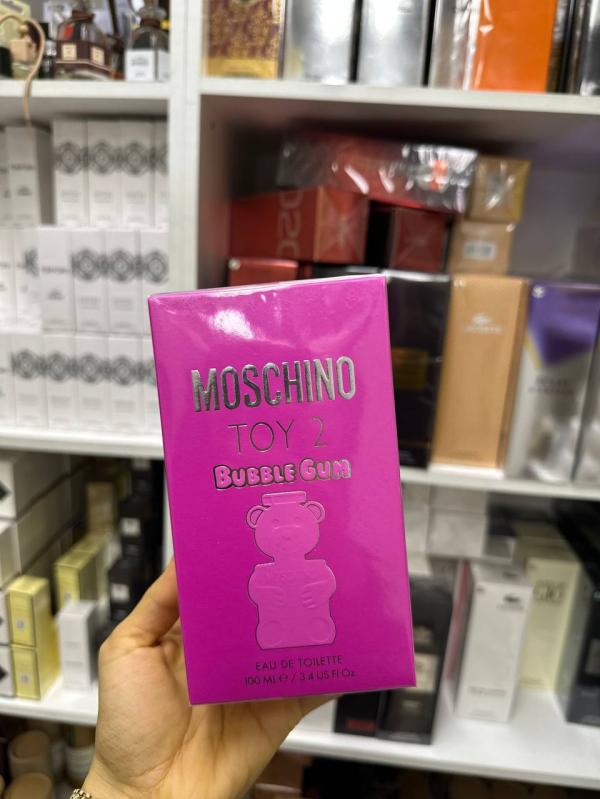 MOSCHINO
TOY 2
BUBBLE GUM
EAU DE TOILETTE
100 ML ℮ / 3.4 US Fl Oz